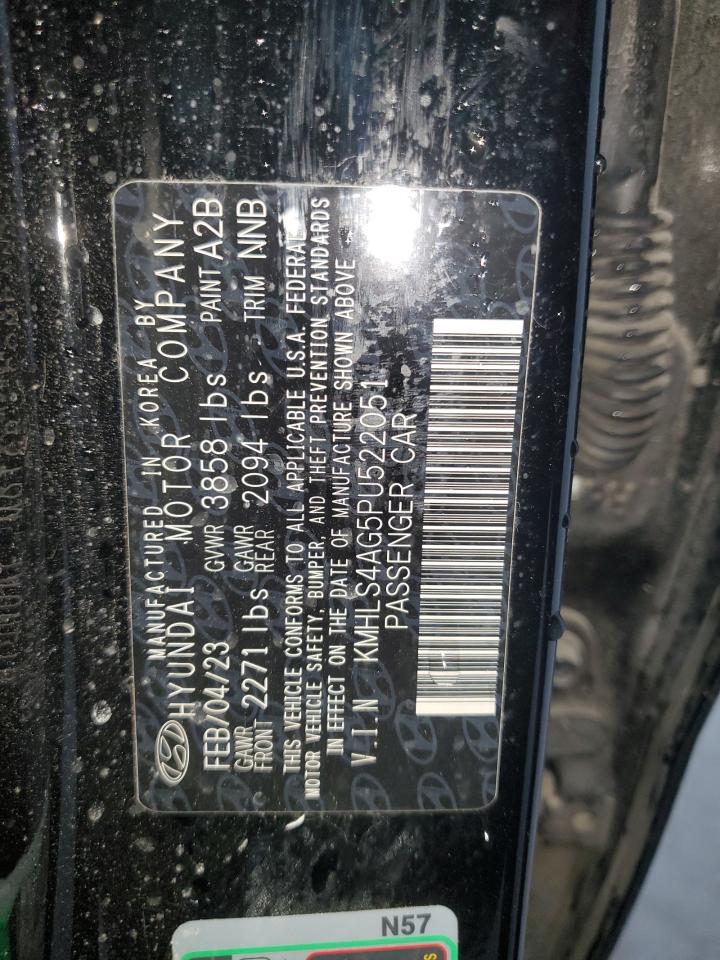 MANUFACTURED IN KOREA BY
HYUNDAI MOTOR COMPANY
FEB/04/23 GVWR 3858 lbs PAINT A2B
GAWR FRONT 2271 lbs GAWR REAR 2094 lbs TRIM NNB
THIS VEHICLE CONFORMS TO ALL APPLICABLE U.S.A. FEDERAL
MOTOR VEHICLE SAFETY, BUMPER, AND THEFT PREVENTION STANDARDS
IN EFFECT ON THE DATE OF MANUFACTURE SHOWN ABOVE
V.I.N KMHLS4AG5PU522051
PASSENGER CAR
N57